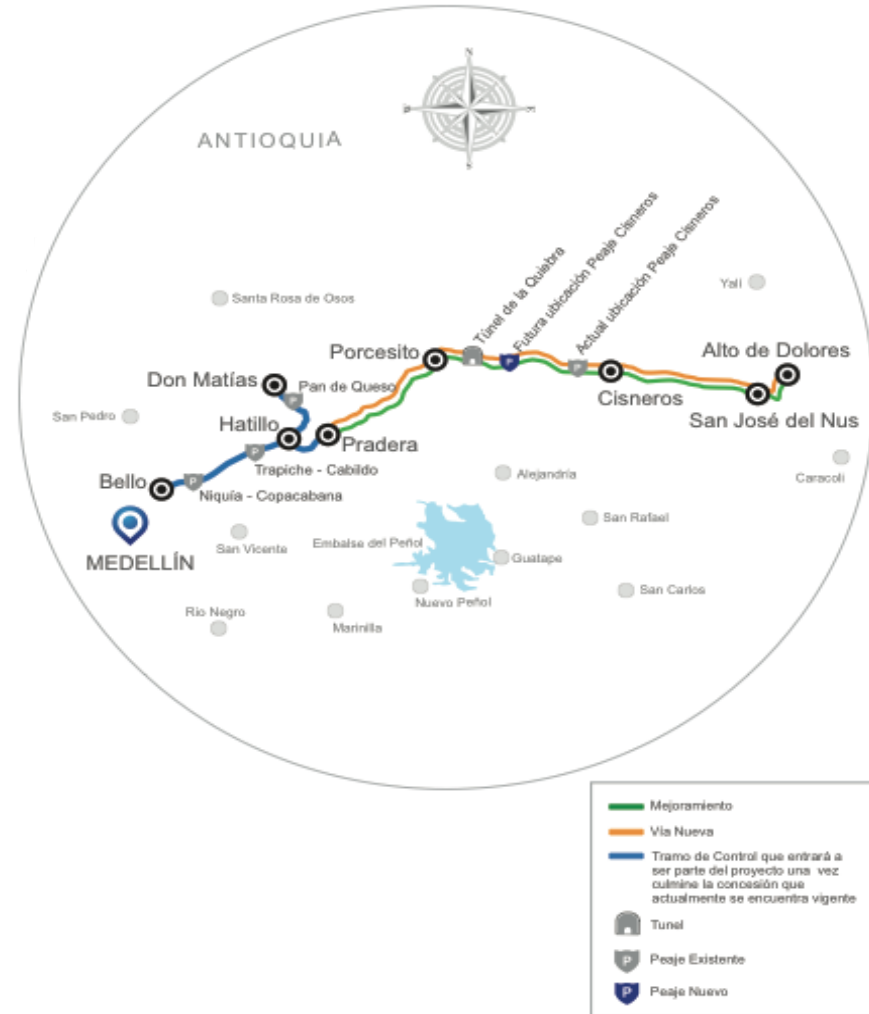 N
E
S
ANTIOQUIA
Santa Rosa de Osos
Túnel de la Quiebra
Futura ubicación Peaje Cisneros
Actual ubicación Peaje Cisneros
Yalí
Porcesito
Alto de Dolores
Don Matías
Pan de Queso
Cisneros
San José del Nus
San Pedro
Hatillo
Pradera
Trapiche - Cabildo
Bello
Niquía - Copacabana
Alejandría
Caracolí
MEDELLÍN
San Vicente
Embalse del Peñol
San Rafael
Guatape
Nuevo Peñol
San Carlos
Río Negro
Marinilla
Mejoramiento
Vía Nueva
Tramo de Control que entrará a
ser parte del proyecto una vez
culmine la concesión que
actualmente se encuentra vigente
Tunel
P Peaje Existente
P Peaje Nuevo